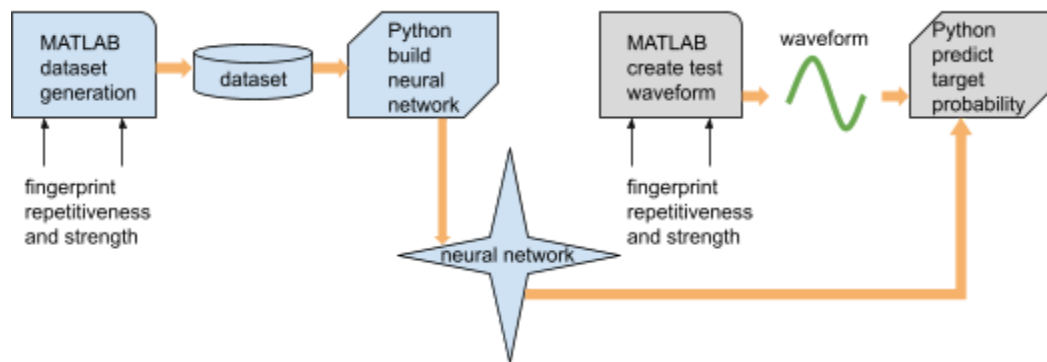 MATLAB
dataset
generation
dataset
Python
build
neural
network
fingerprint
repetitiveness
and strength
neural network
MATLAB
create test
waveform
waveform
Python
predict
target
probability
fingerprint
repetitiveness
and strength